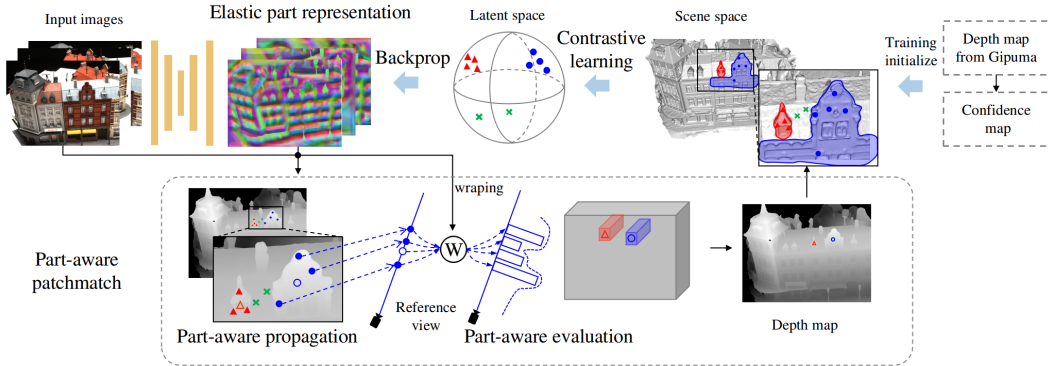 Input images
Elastic part representation
Latent space
Scene space
Backprop
Contrastive
learning
Training
initialize
Depth map
from Gipuma
Confidence
map
wraping
W
Part-aware
patchmatch
Reference
view
Part-aware propagation
Part-aware evaluation
Depth map